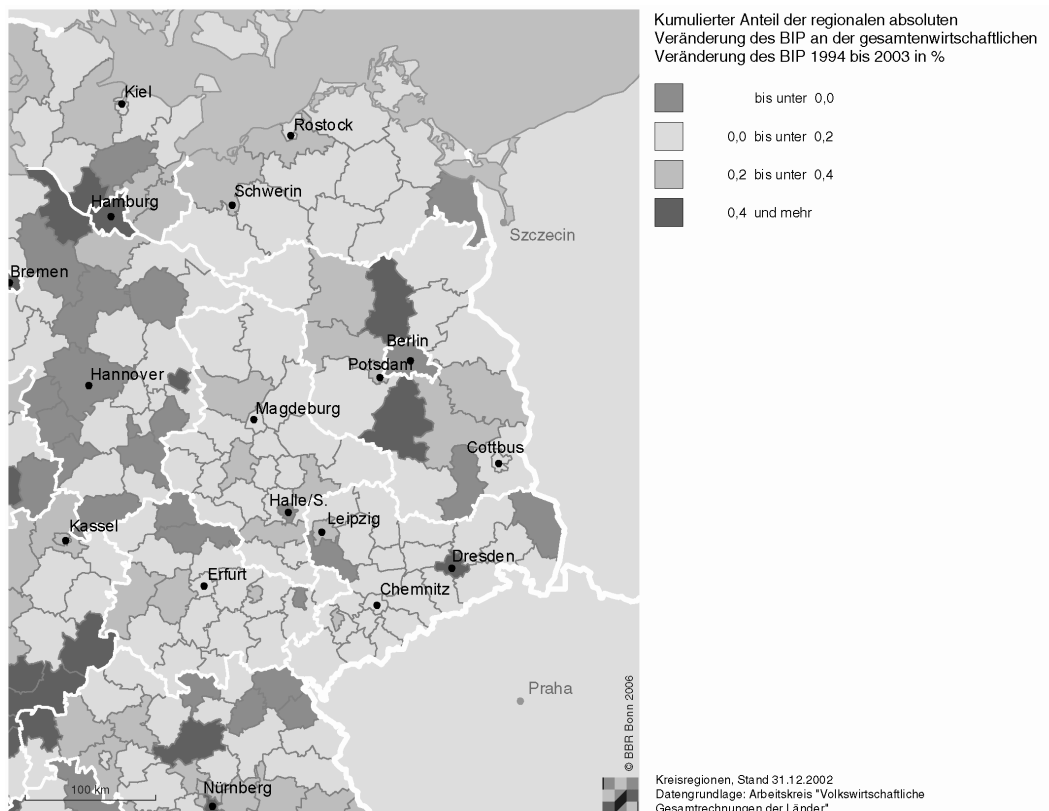 Kumulierter Anteil der regionalen absoluten
Veränderung des BIP an der gesamtenwirtschaftlichen
Veränderung des BIP 1994 bis 2003 in %
bis unter 0,0
0,0 bis unter 0,2
0,2 bis unter 0,4
0,4 und mehr
Kiel
Rostock
Schwerin
Hamburg
Szczecin
Bremen
Berlin
Potsdam
Hannover
Magdeburg
Cottbus
Halle/S.
Leipzig
Kassel
Dresden
Erfurt
Chemnitz
Praha
Nürnberg
100 km
© BBR Bonn 2006
Kreisregionen, Stand 31.12.2002
Datengrundlage: Arbeitskreis "Volkswirtschaftliche
Gesamtrechnungen der Länder"